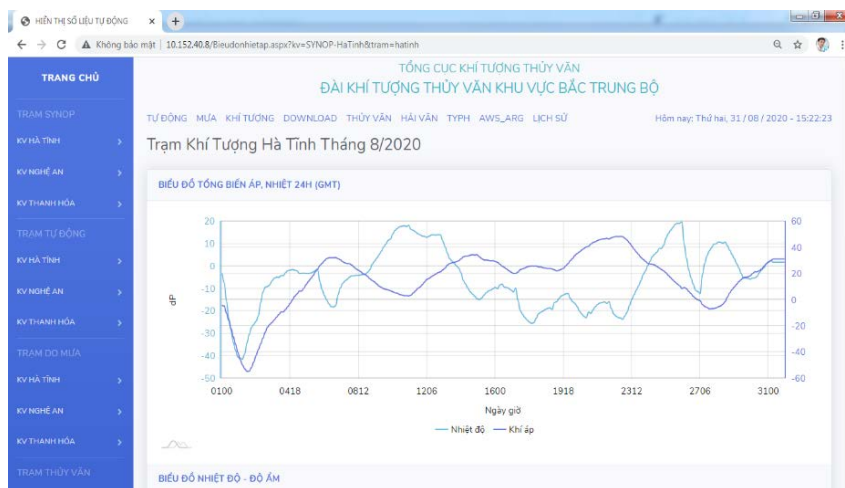 HIỂN THỊ SỐ LIỆU TỰ ĐỘNG
Không bảo mật | 10.152.40.8/Bieudonhietap.aspx?kv=SYNOP-HaTinh&tram=hatinh
TRANG CHỦ
TRẠM SYNOP
KV HÀ TĨNH
KV NGHỆ AN
KV THANH HÓA
TRẠM TỰ ĐỘNG
KV HÀ TĨNH
KV NGHỆ AN
KV THANH HÓA
TRẠM ĐO MƯA
KV HÀ TĨNH
KV NGHỆ AN
KV THANH HÓA
TRẠM THỦY VĂN
TỔNG CỤC KHÍ TƯỢNG THỦY VĂN
ĐÀI KHÍ TƯỢNG THỦY VĂN KHU VỰC BẮC TRUNG BỘ
TỰ ĐỘNG MƯA KHÍ TƯỢNG DOWNLOAD THỦY VĂN HẢI VĂN TYPH AWS_ARG LỊCH SỬ
Hôm nay: Thứ hai, 31 / 08 / 2020 - 15:22:23
Trạm Khí Tượng Hà Tĩnh Tháng 8/2020
BIỂU ĐỒ TỔNG BIẾN ÁP, NHIỆT 24H (GMT)
20 60
10 40
0 20
-10 0
-20 -20
-30
-40 -40
-50 -60
dP
0100 0418 0812 1206 1600 1918 2312 2706 3100
Ngày giờ
Nhiệt độ Khí áp
BIỂU ĐỒ NHIỆT ĐỘ - ĐỘ ẨM